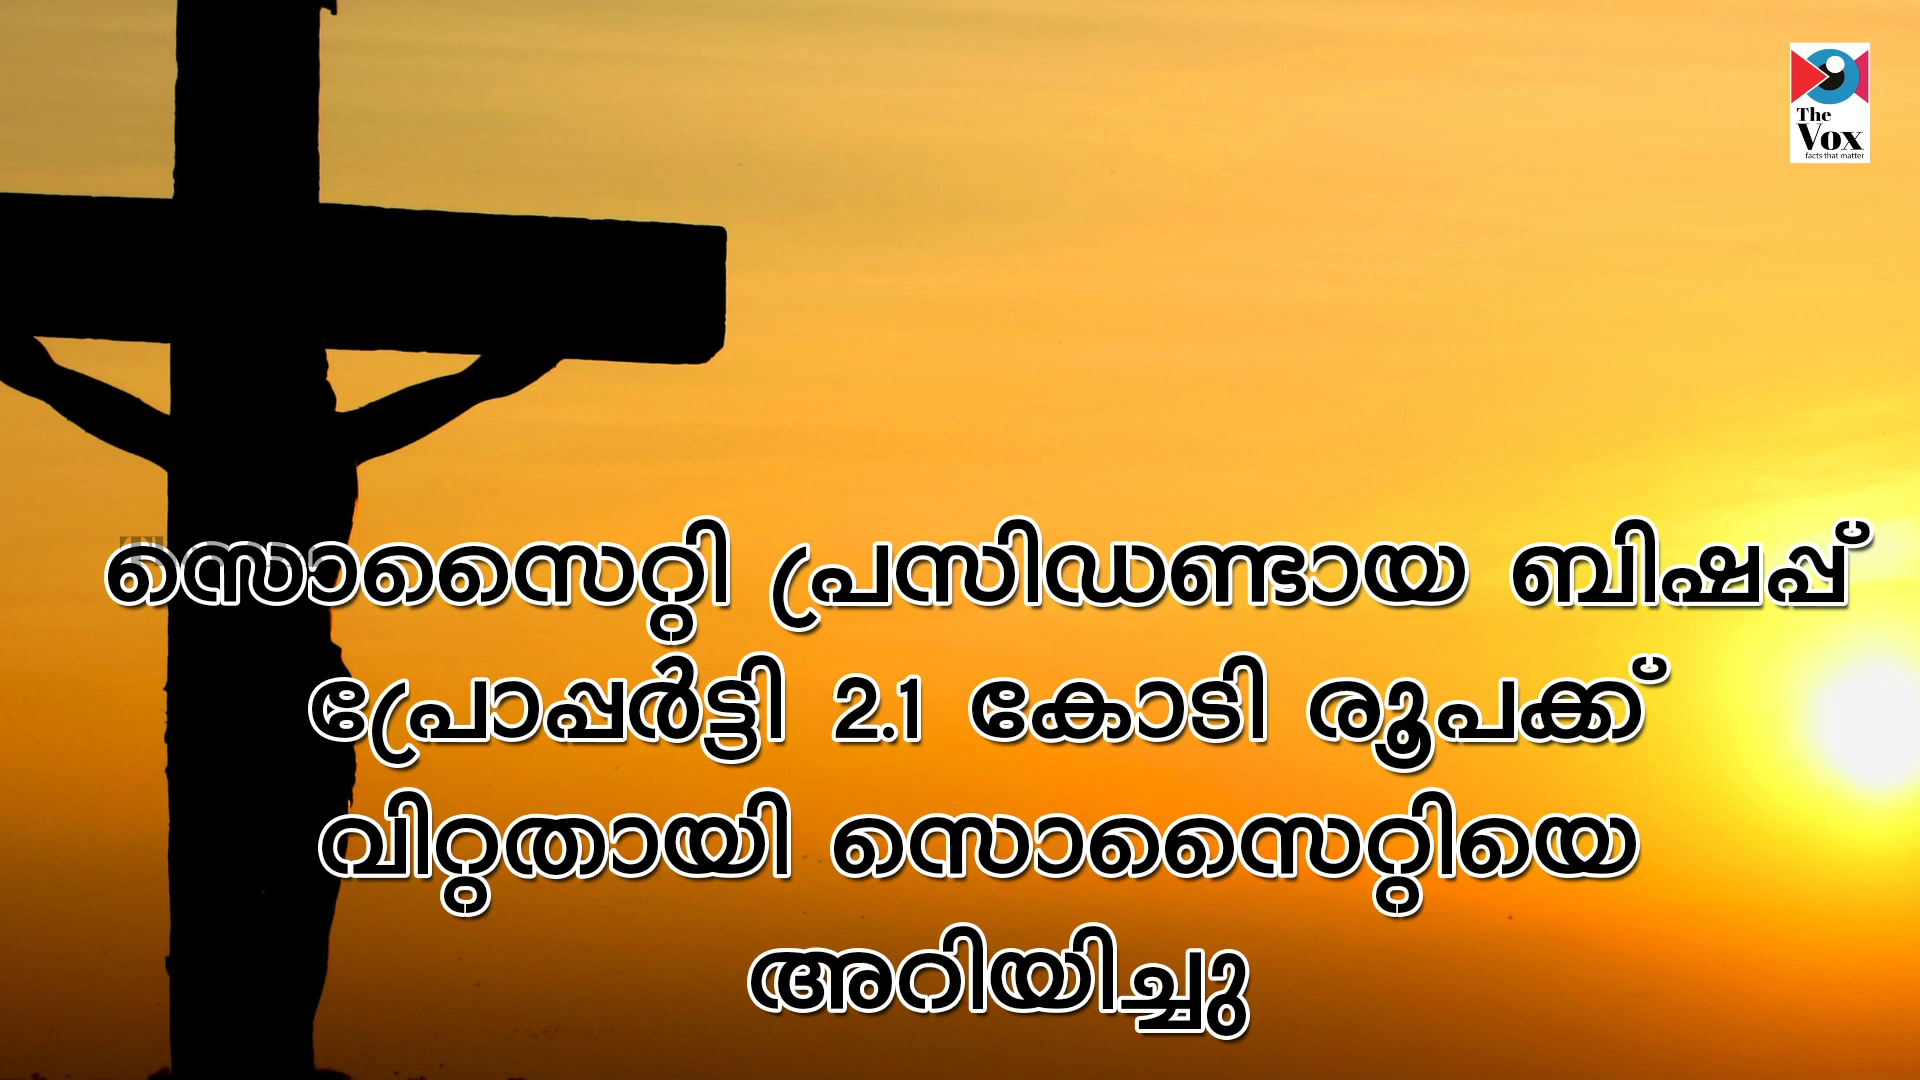 The
Vox
facts that matter
സൊസൈറ്റി പ്രസിഡണ്ടായ ബിഷപ്പ്
പ്രോപ്പർട്ടി 2.1 കോടി രൂപക്ക്
വിറ്റതായി സൊസൈറ്റിയെ
അറിയിച്ചു